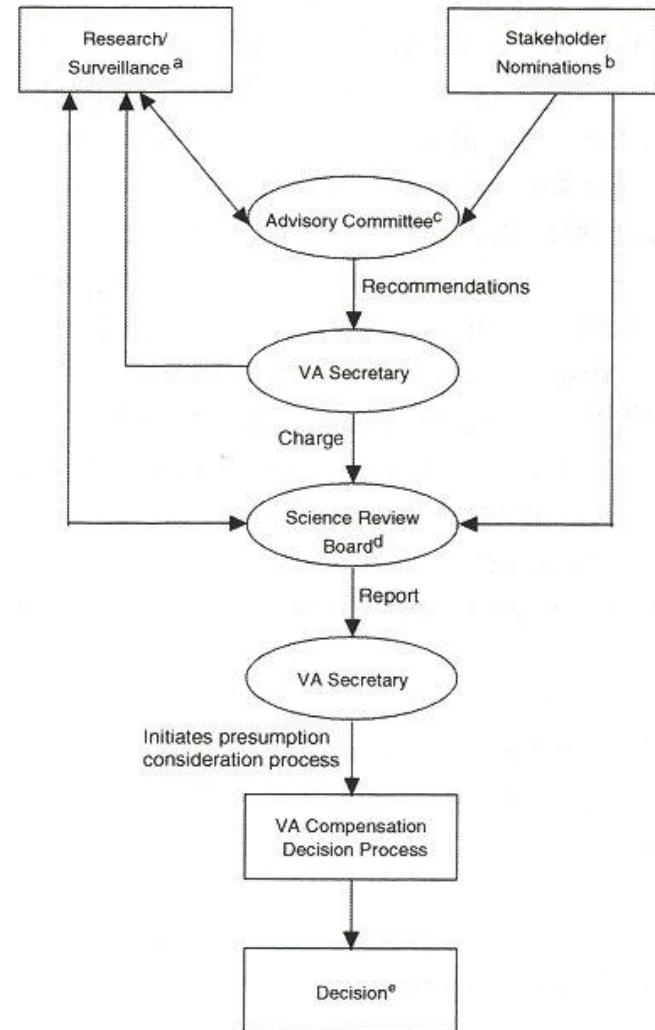 Research/
Surveillance a
Stakeholder
Nominations b
Advisory Committee c
Recommendations
VA Secretary
Charge
Science Review
Board d
Report
VA Secretary
Initiates presumption
consideration process
VA Compensation
Decision Process
Decision e